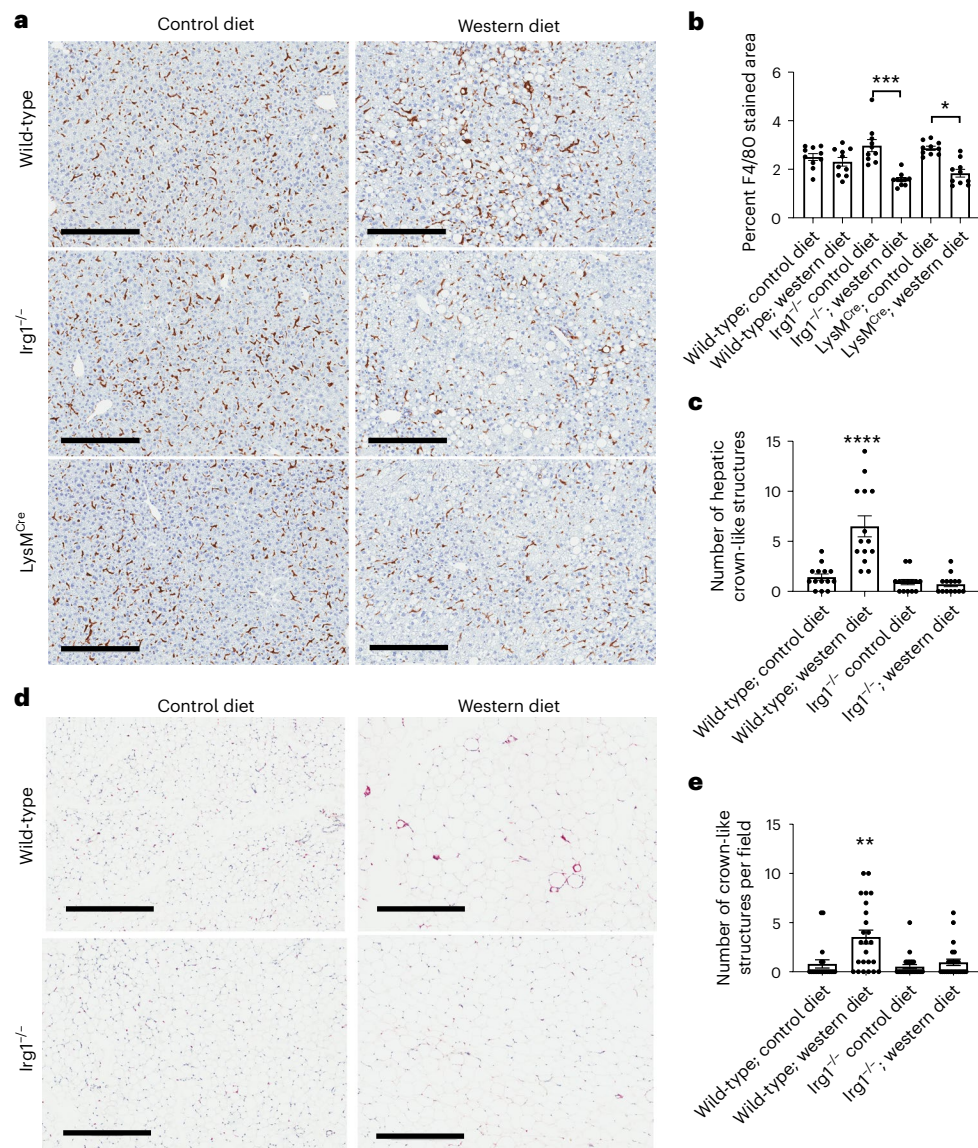 a
Control diet
Western diet
Wild-type
Irg1⁻/⁻
LysMᶜʳᵉ
b
Percent F4/80 stained area
6
4
2
0
***
*
Wild-type; control diet
Wild-type; western diet
Irg1⁻/⁻ control diet
Irg1⁻/⁻; western diet
LysMᶜʳᵉ; control diet
LysMᶜʳᵉ; western diet
c
Number of hepatic
crown-like structures
15
10
5
0
****
Wild-type; control diet
Wild-type; western diet
Irg1⁻/⁻ control diet
Irg1⁻/⁻; western diet
d
Control diet
Western diet
Wild-type
Irg1⁻/⁻
e
Number of crown-like
structures per field
15
10
5
0
**
Wild-type; control diet
Wild-type; western diet
Irg1⁻/⁻ control diet
Irg1⁻/⁻; western diet